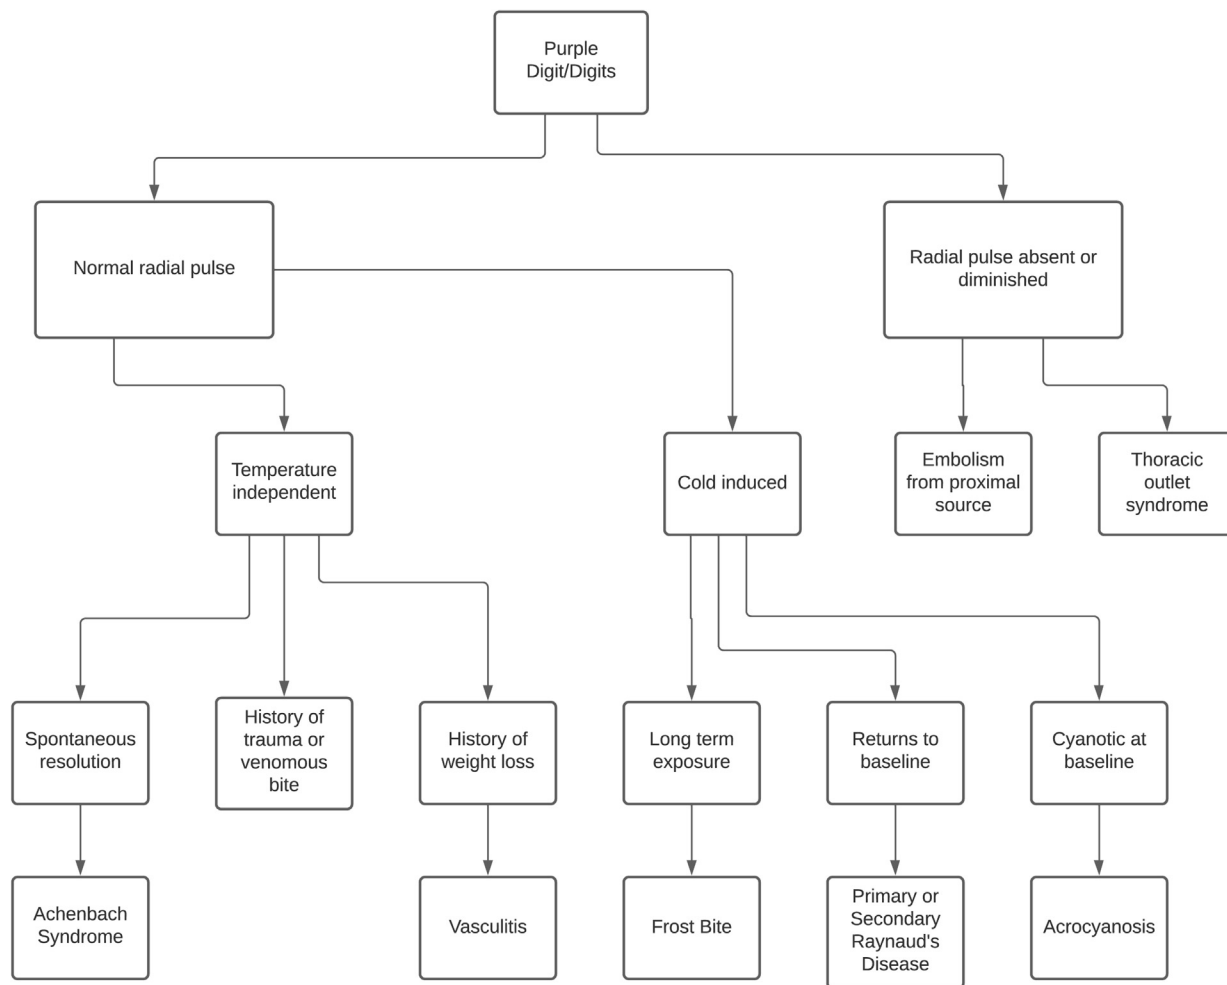 Purple
Digit/Digits
Normal radial pulse
Radial pulse absent or
diminished
Temperature
independent
Cold induced
Embolism
from proximal
source
Thoracic
outlet
syndrome
Spontaneous
resolution
History of
trauma or
venomous
bite
History of
weight loss
Long term
exposure
Returns to
baseline
Cyanotic at
baseline
Achenbach
Syndrome
Vasculitis
Frost Bite
Primary or
Secondary
Raynaud's
Disease
Acrocyanosis